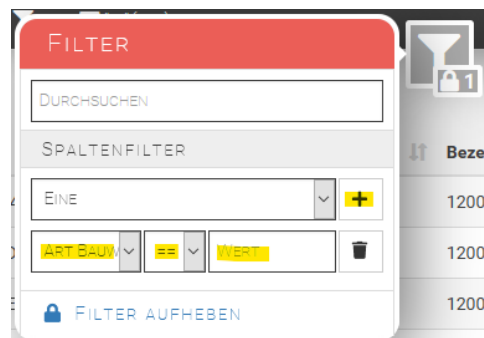 FILTER
DURCHSUCHEN
SPALTENFILTER
Beze
EINE +
1200
ART BAUW == WERT
1200
1200
FILTER AUFHEBEN
1